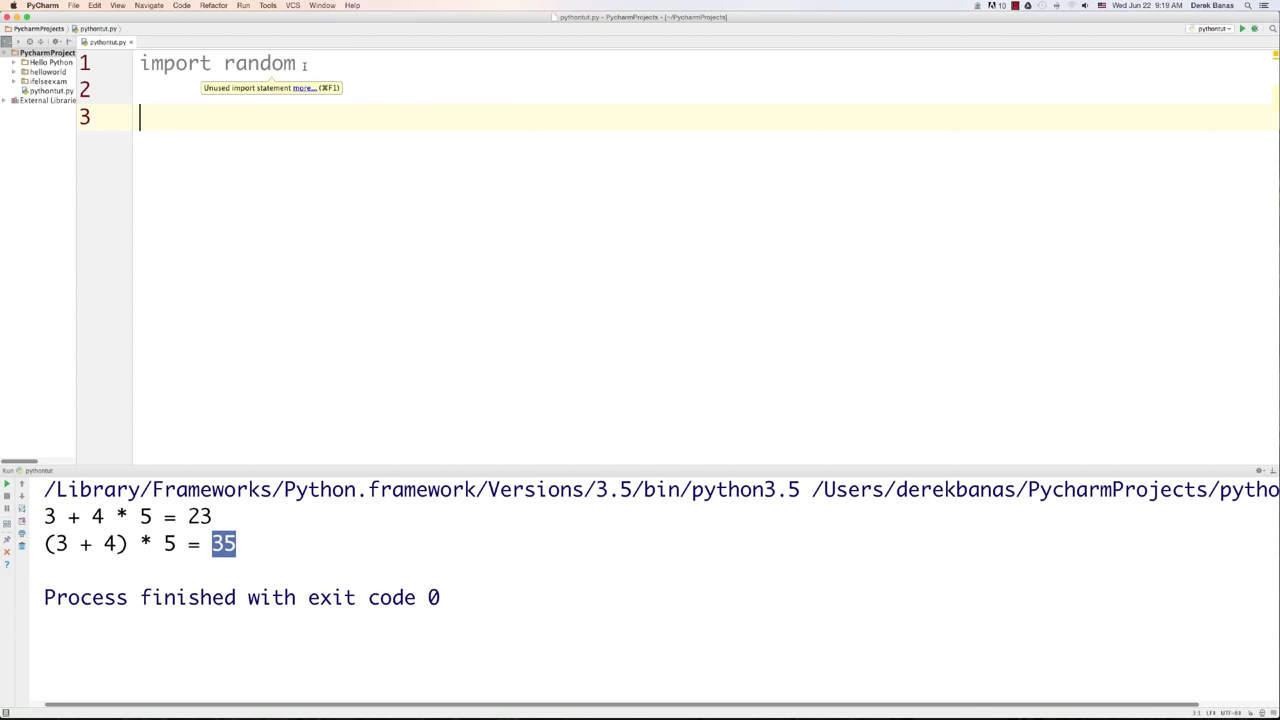 PyCharm File Edit View Navigate Code Refactor Run Tools VCS Window Help 10 Wed Jun 22 9:19 AM Derek Banas
pythontut.py - PycharmProjects - [~/PycharmProjects]
PycharmProjects pythontut.py pythontut
pythontut.py
PycharmProject
Hello Python
helloworld
ifelseexam
pythontut.py
External Librarie
1 import random
Unused import statement more... (⌘F1)
2
3
Run pythontut
/Library/Frameworks/Python.framework/Versions/3.5/bin/python3.5 /Users/derekbanas/PycharmProjects/pytho
3 + 4 * 5 = 23
(3 + 4) * 5 = 35
Process finished with exit code 0
3:1 LF UTF-8